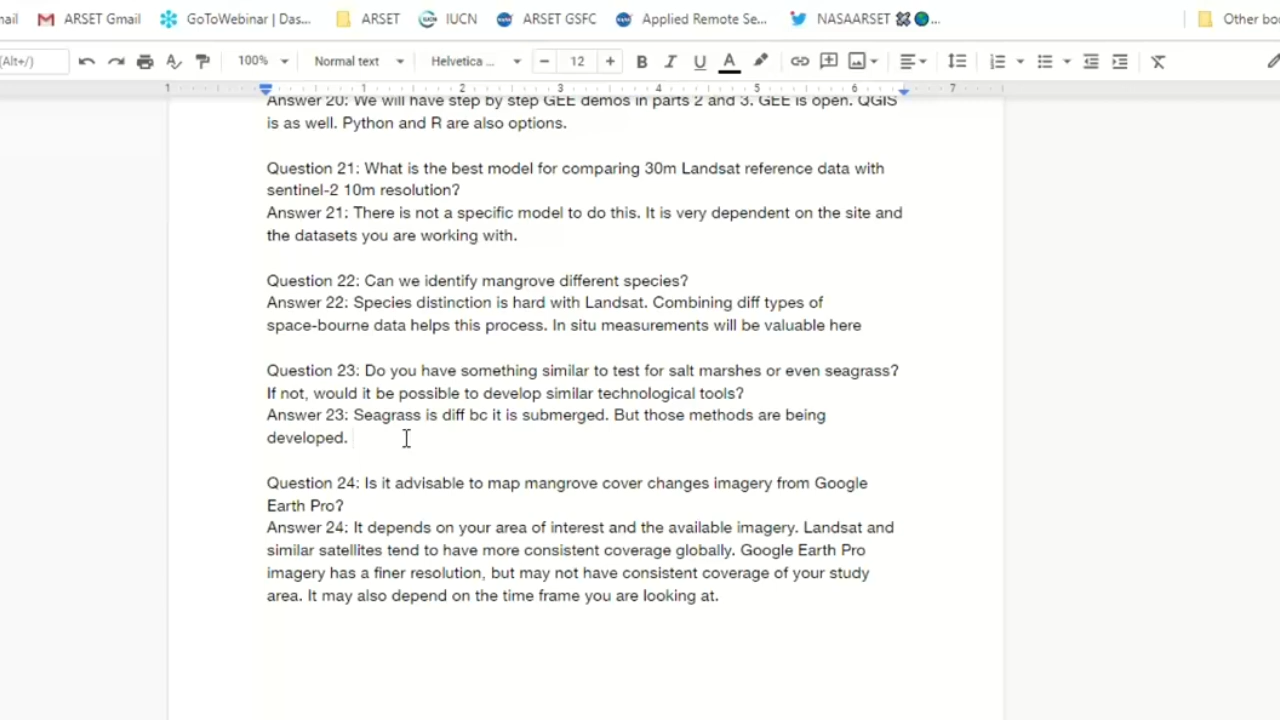 mail ARSET Gmail GoToWebinar | Das... ARSET IUCN ARSET GSFC Applied Remote Se... NASAARSET Other boo
(Alt+/) 100% Normal text Helvetica ... 12 B I U A
1 1 2 3 4 5 6 7
Answer 20: We will have step by step GEE demos in parts 2 and 3. GEE is open. QGIS
is as well. Python and R are also options.
Question 21: What is the best model for comparing 30m Landsat reference data with
sentinel-2 10m resolution?
Answer 21: There is not a specific model to do this. It is very dependent on the site and
the datasets you are working with.
Question 22: Can we identify mangrove different species?
Answer 22: Species distinction is hard with Landsat. Combining diff types of
space-bourne data helps this process. In situ measurements will be valuable here
Question 23: Do you have something similar to test for salt marshes or even seagrass?
If not, would it be possible to develop similar technological tools?
Answer 23: Seagrass is diff bc it is submerged. But those methods are being
developed.
Question 24: Is it advisable to map mangrove cover changes imagery from Google
Earth Pro?
Answer 24: It depends on your area of interest and the available imagery. Landsat and
similar satellites tend to have more consistent coverage globally. Google Earth Pro
imagery has a finer resolution, but may not have consistent coverage of your study
area. It may also depend on the time frame you are looking at.